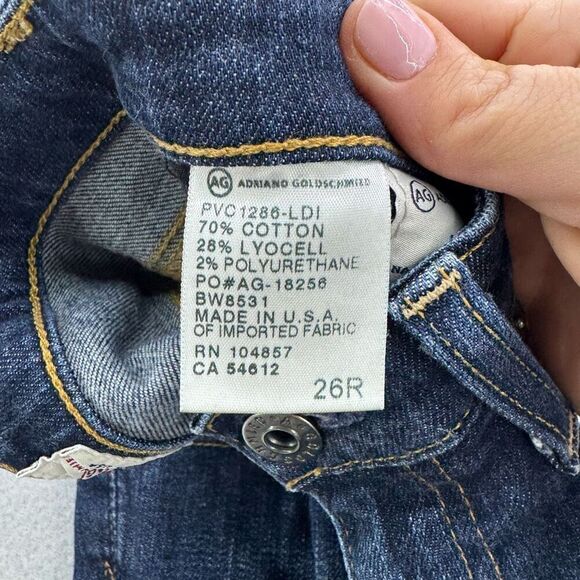 AG ADRIANO GOLDSCHMIED
PVC1286-LDI
70% COTTON
28% LYOCELL
2% POLYURETHANE
PO#AG-18256
BW8531
MADE IN U.S.A.
OF IMPORTED FABRIC
RN 104857
CA 54612
26R
AG